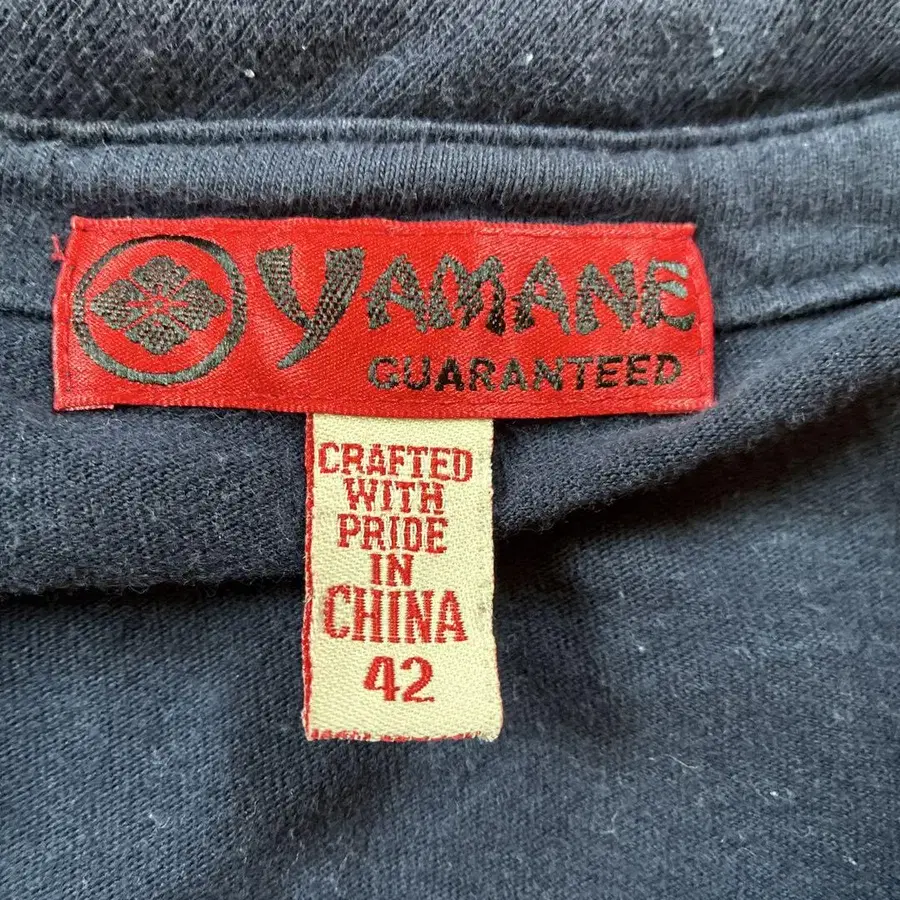 YAMANE
GUARANTEED
CRAFTED
WITH
PRIDE
IN
CHINA
42